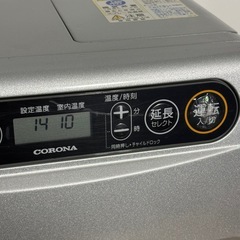 設定温度 室内温度
温度/時刻
14 10
分
時
延長
セレクト
運転
入/切
同時押し・チャイルドロック
CORONA